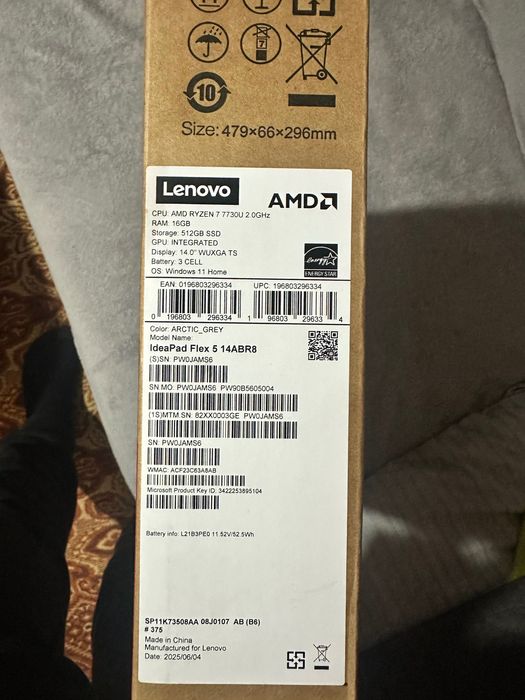 7
10
Size: 479×66×296mm
Lenovo
AMD
CPU: AMD RYZEN 7 7730U 2.0GHz
RAM: 16GB
Storage: 512GB SSD
GPU: INTEGRATED
Display: 14.0" WUXGA TS
Battery: 3 CELL
OS: Windows 11 Home
energy
ENERGY STAR
EAN: 0196803296334 UPC: 196803296334
0 196803 296334 1 96803 29633 4
Color: ARCTIC_GREY
Model Name:
IdeaPad Flex 5 14ABR8
(S)SN: PW0JAMS6
SN MO: PW0JAMS6 PW90B5605004
(1S)MTM SN: 82XX0003GE PW0JAMS6
SN: PW0JAMS6
WMAC: ACF23C63A8AB
Microsoft Product Key ID: 3422253695104
Battery info: L21B3PE0 11.52V/52.5Wh
SP11K73508AA 08J0107 AB (B6)
# 375
Made in China
Manufactured for Lenovo
Date: 2025/06/04